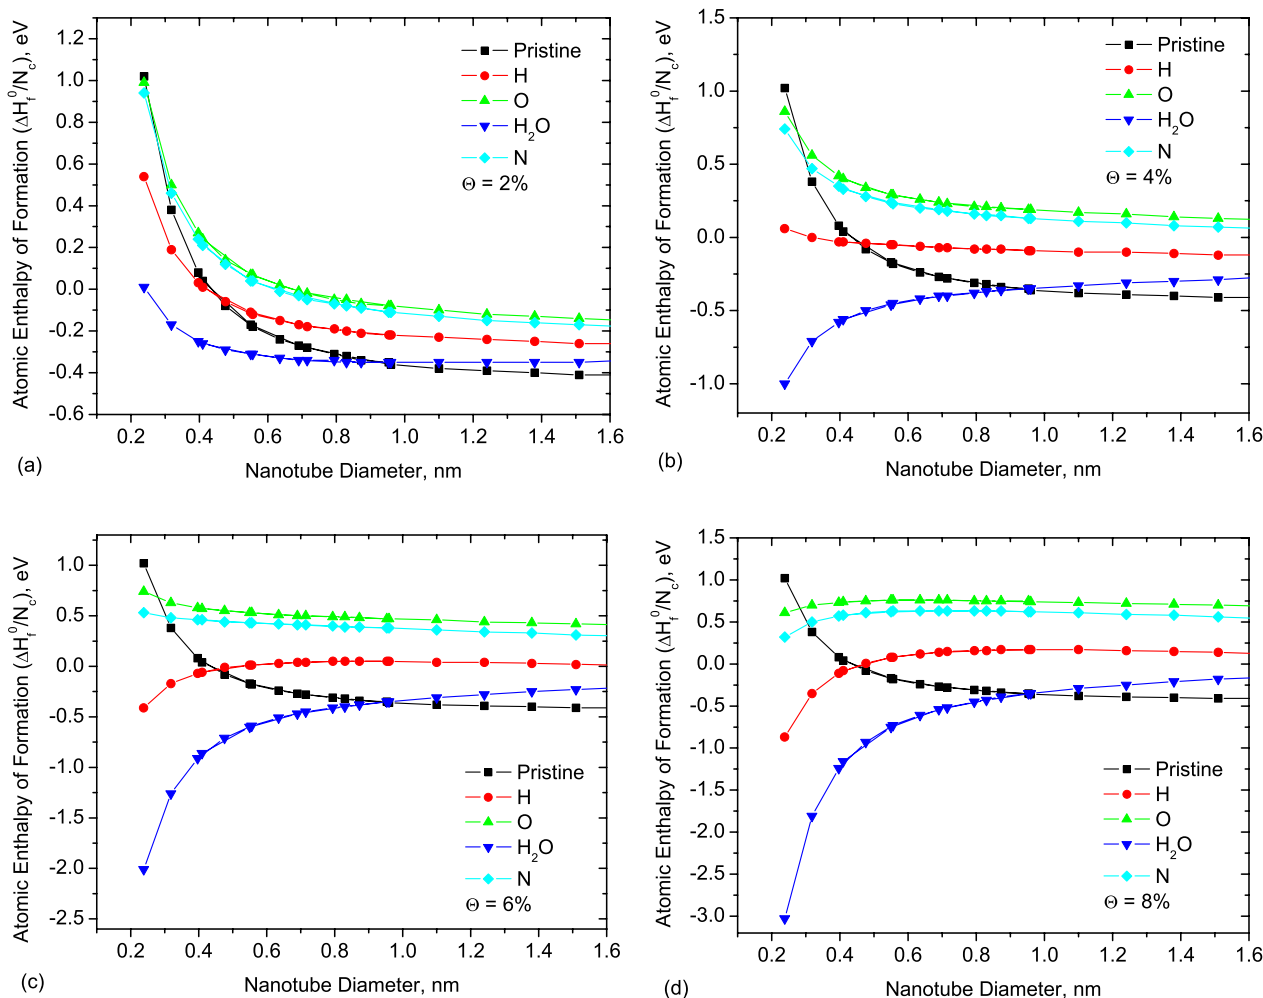 Atomic Enthalpy of Formation (ΔH_f^0/N_c), eV
1.2
1.0
0.8
0.6
0.4
0.2
0.0
-0.2
-0.4
-0.6
Pristine
H
O
H₂O
N
Θ = 2%
0.2 0.4 0.6 0.8 1.0 1.2 1.4 1.6
Nanotube Diameter, nm
(a)
Atomic Enthalpy of Formation (ΔH_f^0/N_c), eV
1.5
1.0
0.5
0.0
-0.5
-1.0
Pristine
H
O
H₂O
N
Θ = 4%
0.2 0.4 0.6 0.8 1.0 1.2 1.4 1.6
Nanotube Diameter, nm
(b)
Atomic Enthalpy of Formation (ΔH_f^0/N_c), eV
1.0
0.5
0.0
-0.5
-1.0
-1.5
-2.0
-2.5
Pristine
H
O
H₂O
N
Θ = 6%
0.2 0.4 0.6 0.8 1.0 1.2 1.4 1.6
Nanotube Diameter, nm
(c)
Atomic Enthalpy of Formation (ΔH_f^0/N_c), eV
1.5
1.0
0.5
0.0
-0.5
-1.0
-1.5
-2.0
-2.5
-3.0
Pristine
H
O
H₂O
N
Θ = 8%
0.2 0.4 0.6 0.8 1.0 1.2 1.4 1.6
Nanotube Diameter, nm
(d)